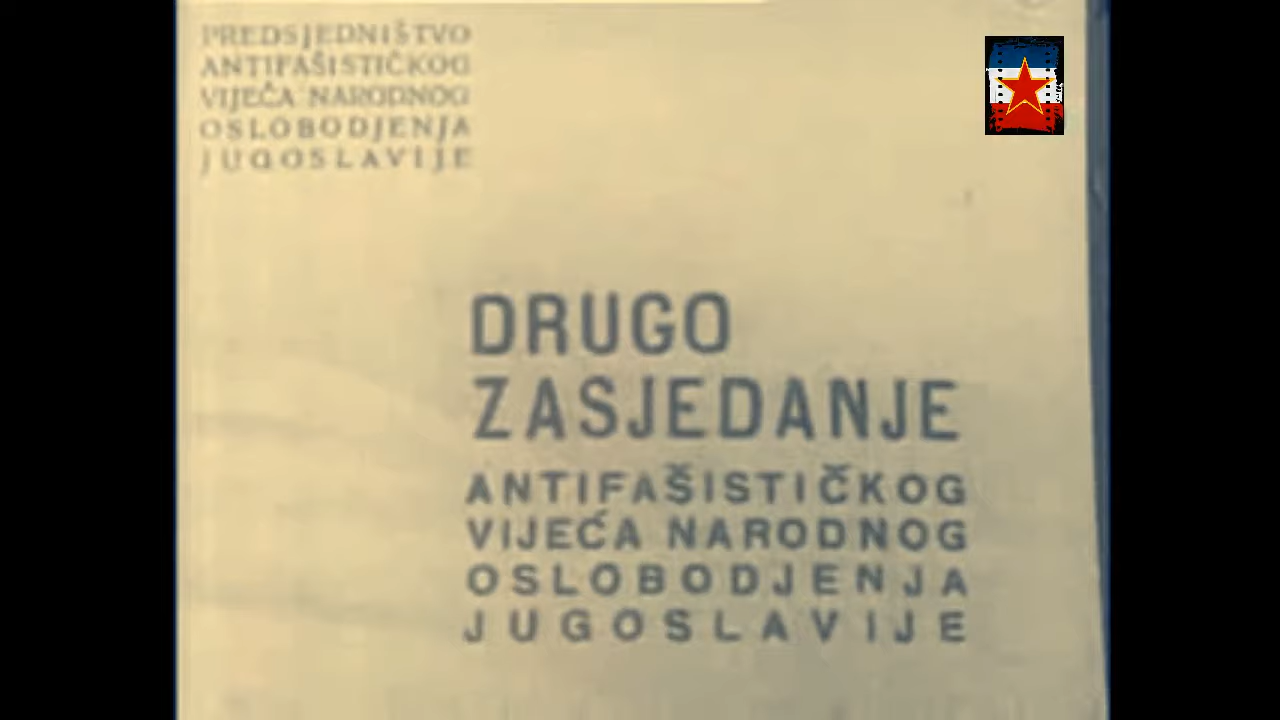 PREDSJEDNIŠTVO
ANTIFAŠISTIČKOG
VIJEĆA NARODNOG
OSLOBODJENJA
JUGOSLAVIJE
DRUGO
ZASJEDANJE
ANTIFAŠISTIČKOG
VIJEĆA NARODNOG
OSLOBODJENJA
JUGOSLAVIJE